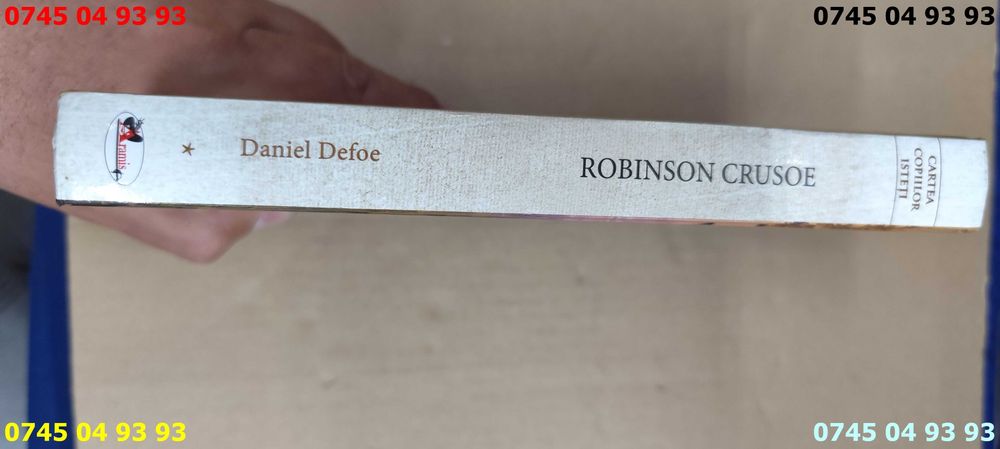 0745 04 93 93
0745 04 93 93
Aramis
Daniel Defoe
ROBINSON CRUSOE
CARTEA
COPIILOR
ISTEȚI
0745 04 93 93
0745 04 93 93